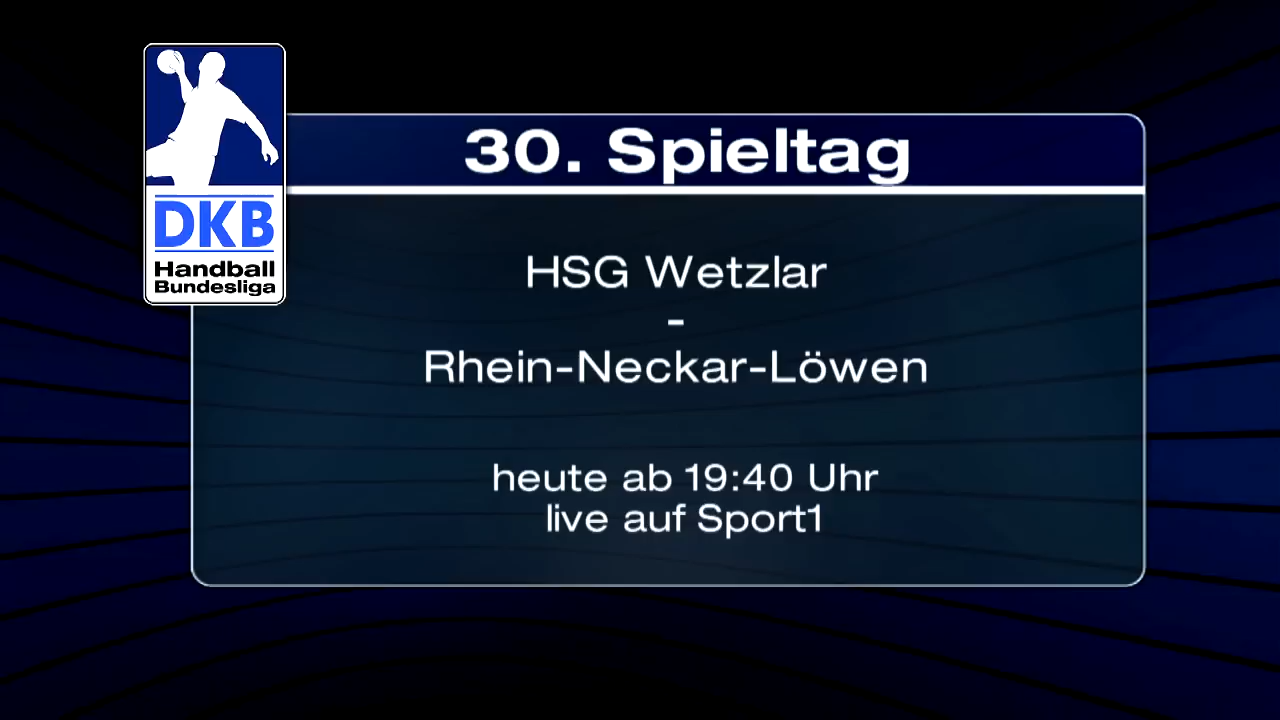 30. Spieltag
DKB
Handball
Bundesliga
HSG Wetzlar
-
Rhein-Neckar-Löwen
heute ab 19:40 Uhr
live auf Sport1